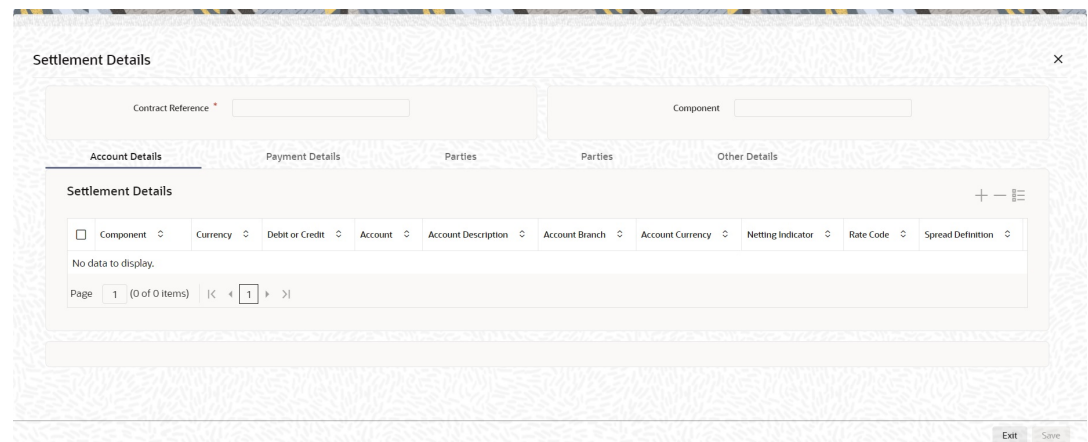 Settlement Details
Contract Reference *
Component
Account Details Payment Details Parties Parties Other Details
Settlement Details
Component Currency Debit or Credit Account Account Description Account Branch Account Currency Netting Indicator Rate Code Spread Definition
No data to display.
Page 1 (0 of 0 items) 1
Exit Save